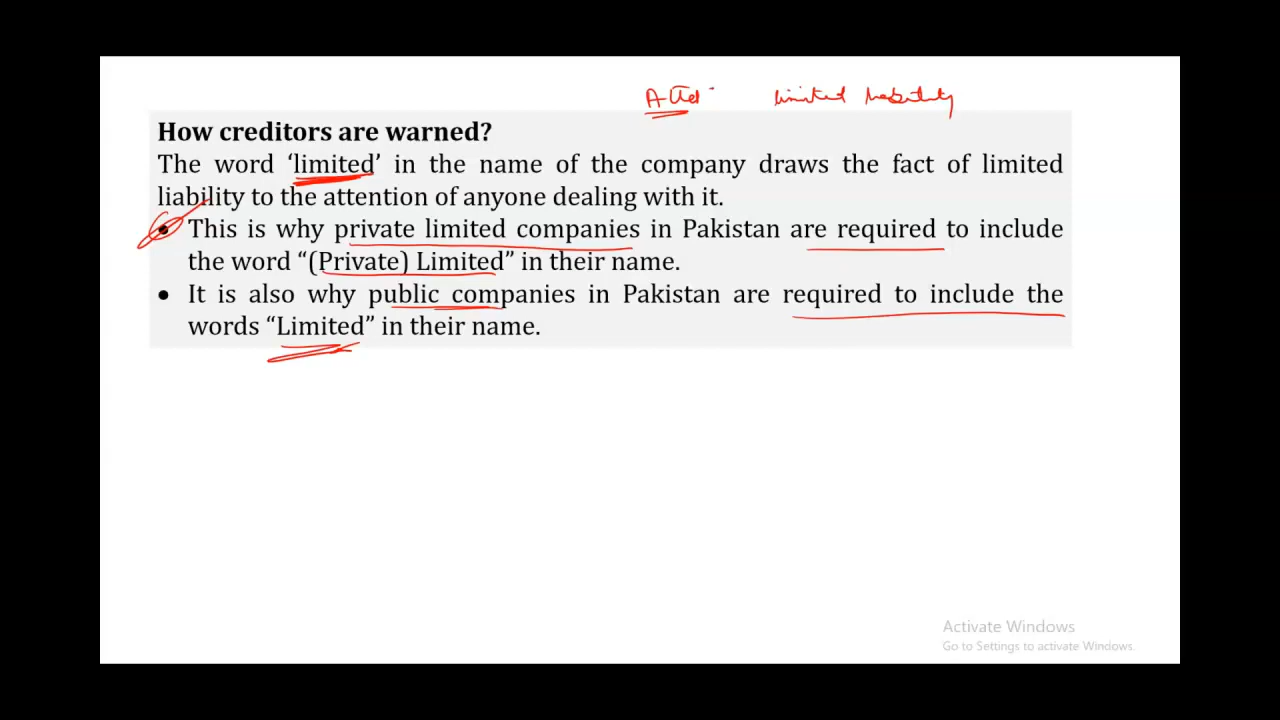 limited liability
How creditors are warned?
The word ‘limited’ in the name of the company draws the fact of limited
liability to the attention of anyone dealing with it.
• This is why private limited companies in Pakistan are required to include
the word “(Private) Limited” in their name.
• It is also why public companies in Pakistan are required to include the
words “Limited” in their name.
Activate Windows
Go to Settings to activate Windows.